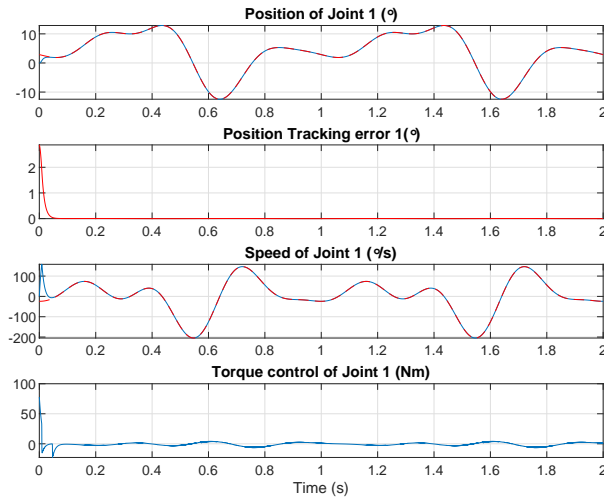 Position of Joint 1 (º)
10
0
-10
0 0.2 0.4 0.6 0.8 1 1.2 1.4 1.6 1.8 2
Position Tracking error 1(º)
2
1
0
0 0.2 0.4 0.6 0.8 1 1.2 1.4 1.6 1.8 2
Speed of Joint 1 (º/s)
100
0
-100
-200
0 0.2 0.4 0.6 0.8 1 1.2 1.4 1.6 1.8 2
Torque control of Joint 1 (Nm)
100
50
0
0 0.2 0.4 0.6 0.8 1 1.2 1.4 1.6 1.8 2
Time (s)